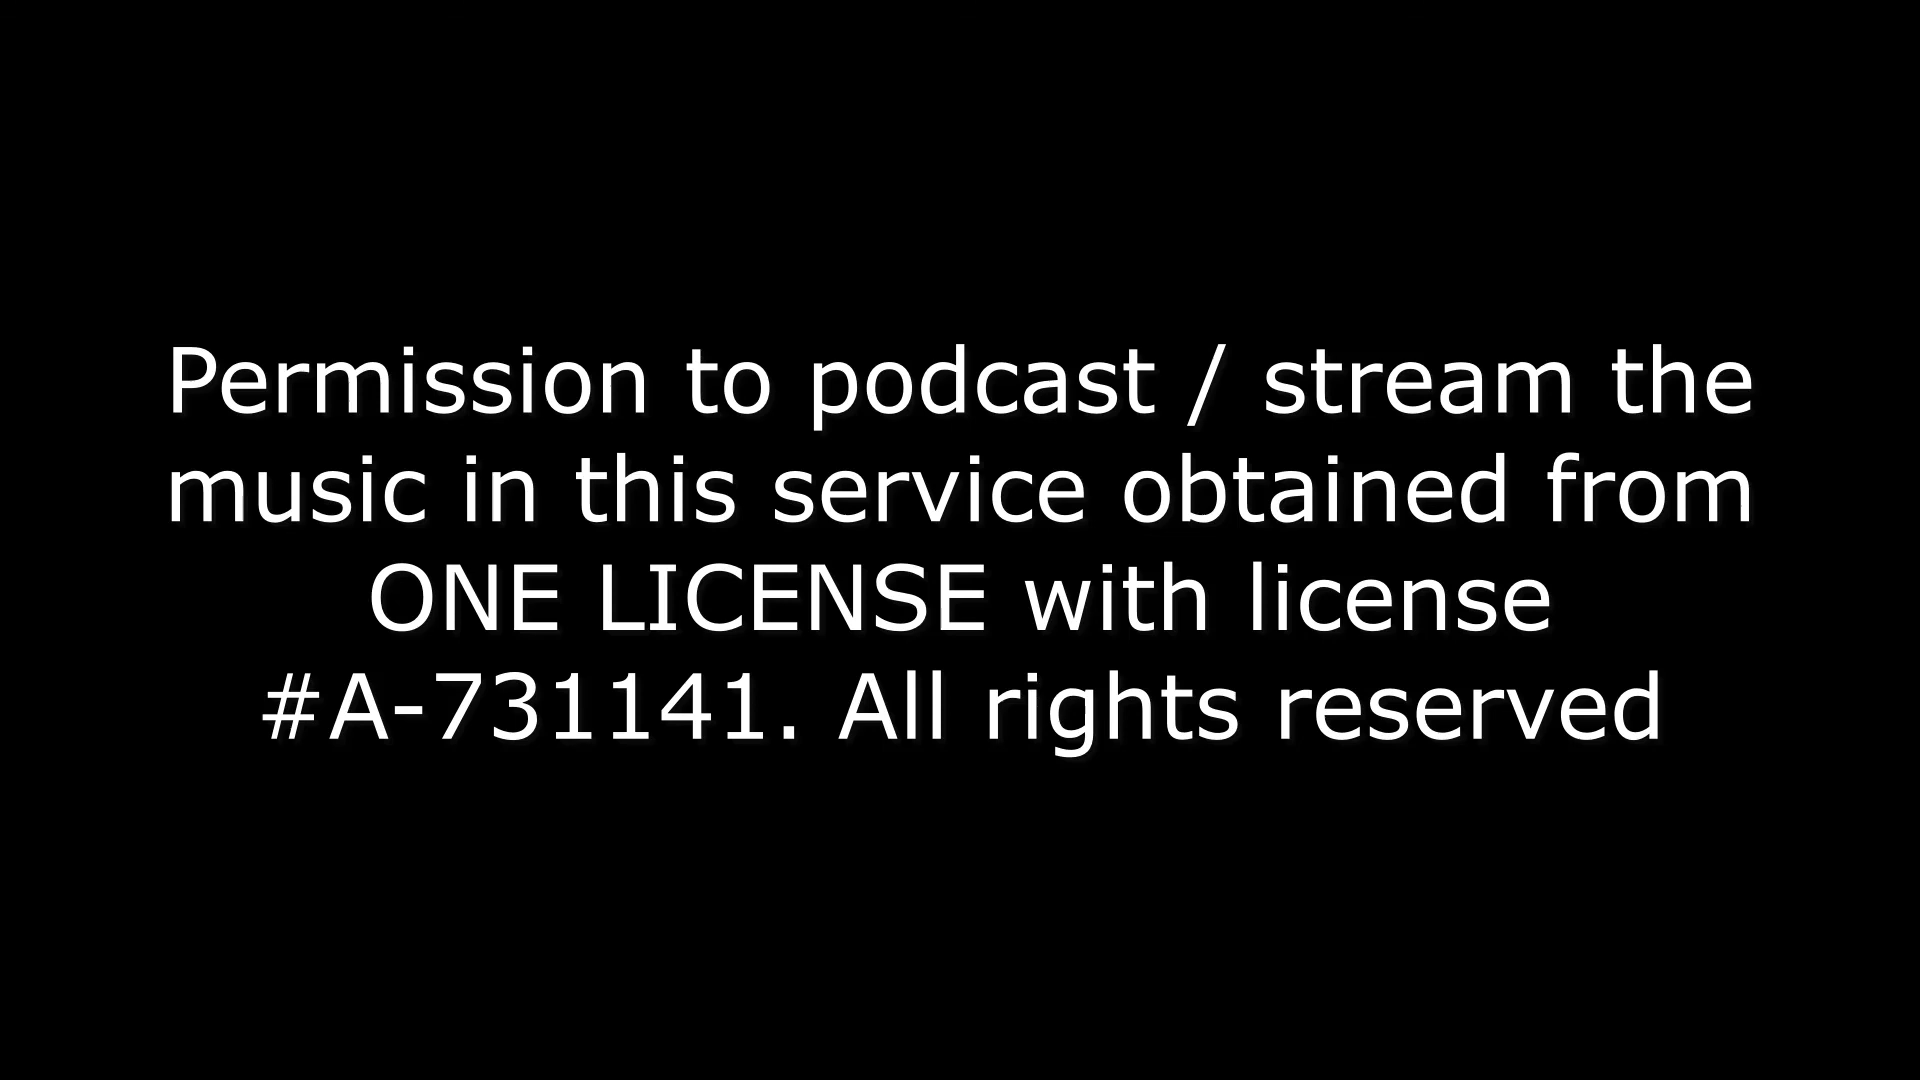 Permission to podcast / stream the
music in this service obtained from
ONE LICENSE with license
#A-731141. All rights reserved